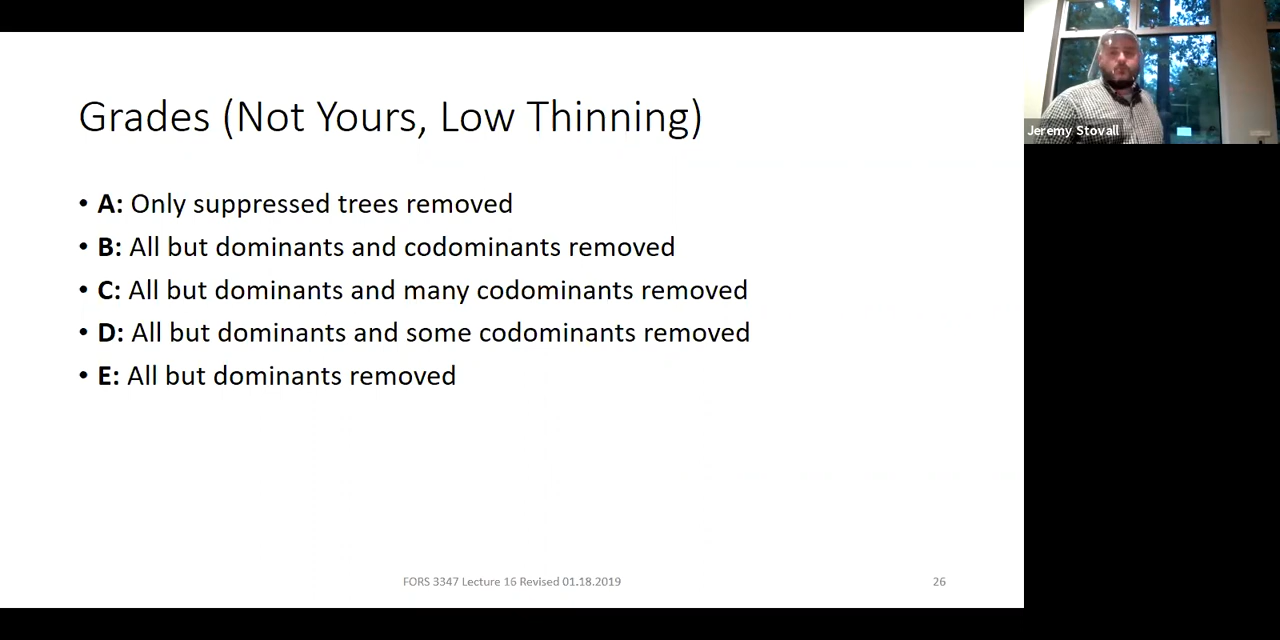 Grades (Not Yours, Low Thinning)
• A: Only suppressed trees removed
• B: All but dominants and codominants removed
• C: All but dominants and many codominants removed
• D: All but dominants and some codominants removed
• E: All but dominants removed
FORS 3347 Lecture 16 Revised 01.18.2019
26
Jeremy Stovall